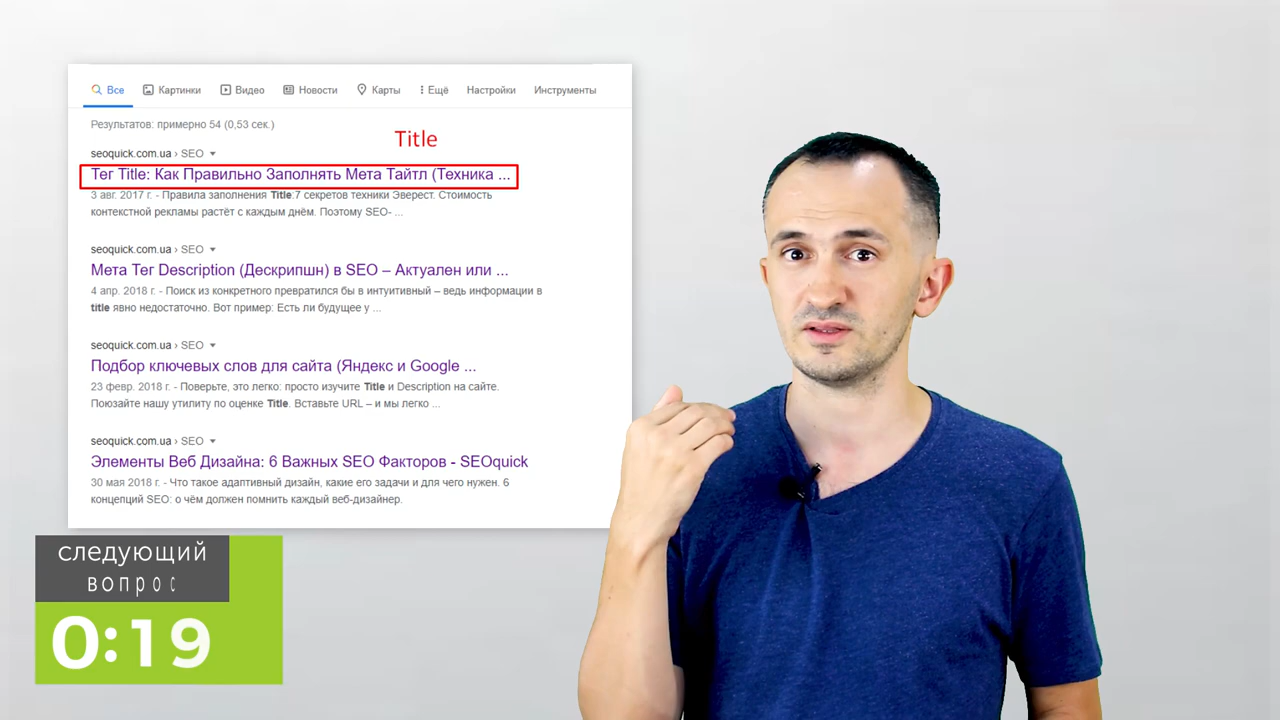 Все Картинки Видео Новости Карты Ещё Настройки Инструменты
Результатов: примерно 54 (0,53 сек.)
Title
seoquick.com.ua › SEO
Тег Title: Как Правильно Заполнять Мета Тайтл (Техника ...
3 авг. 2017 г. - Правила заполнения Title:7 секретов техники Эверест. Стоимость
контекстной рекламы растёт с каждым днём. Поэтому SEO- ...
seoquick.com.ua › SEO
Мета Тег Description (Дескрипшн) в SEO – Актуален или ...
4 апр. 2018 г. - Поиск из конкретного превратился бы в интуитивный – ведь информации в
title явно недостаточно. Вот пример: Есть ли будущее у ...
seoquick.com.ua › SEO
Подбор ключевых слов для сайта (Яндекс и Google ...
23 февр. 2018 г. - Поверьте, это легко: просто изучите Title и Description на сайте.
Поюзайте нашу утилиту по оценке Title. Вставьте URL – и мы легко ...
seoquick.com.ua › SEO
Элементы Веб Дизайна: 6 Важных SEO Факторов - SEOquick
30 мая 2018 г. - Что такое адаптивный дизайн, какие его задачи и для чего нужен. 6
концепций SEO: о чём должен помнить каждый веб-дизайнер.
следующий
вопрос
0:19